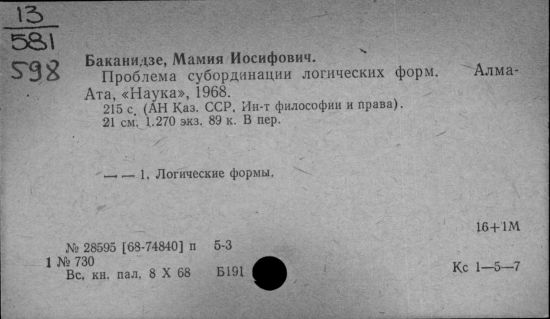 13
581
598
Баканидзе, Мамия Иосифович.
Проблема субординации логических форм. Алма-
Ата, «Наука», 1968.
215 с. (АН Каз. ССР. Ин-т философии и права).
21 см. 1.270 экз. 89 к. В пер.
— — 1. Логические формы.
16+1М
№ 28595 [68-74840] п 5-3
1 № 730
Вс. кн. пал. 8 X 68 Б191
Кс 1—5—7